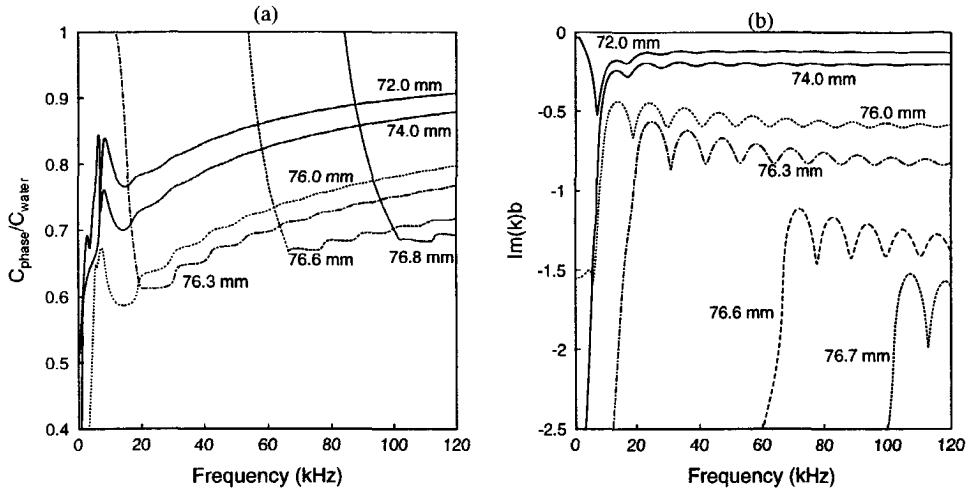 (a)
1
0.9
0.8
0.7
0.6
0.5
0.4
C_phase/C_water
72.0 mm
74.0 mm
76.0 mm
76.3 mm
76.6 mm
76.8 mm
0 20 40 60 80 100 120
Frequency (kHz)
(b)
0
-0.5
-1
-1.5
-2
-2.5
Im(k)b
72.0 mm
74.0 mm
76.0 mm
76.3 mm
76.6 mm
76.7 mm
0 20 40 60 80 100 120
Frequency (kHz)